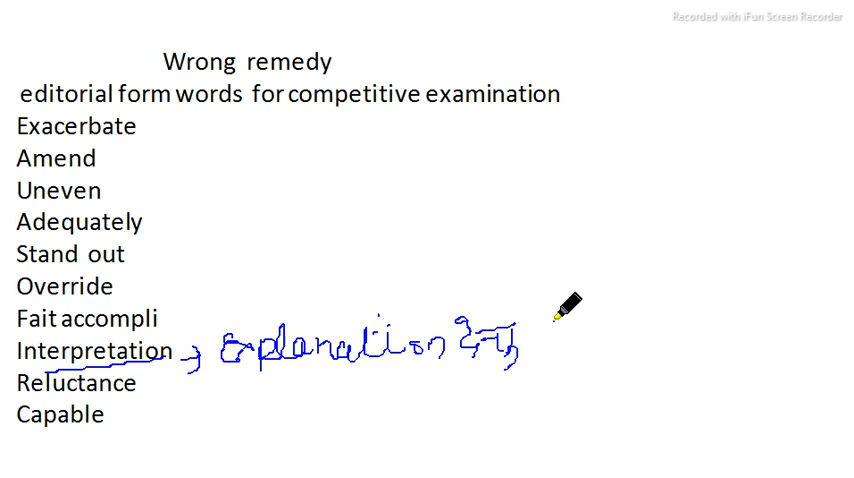 Recorded with iFun Screen Recorder
Wrong remedy
editorial form words for competitive examination
Exacerbate
Amend
Uneven
Adequately
Stand out
Override
Fait accompli
Interpretation → Explanation
Reluctance
Capable